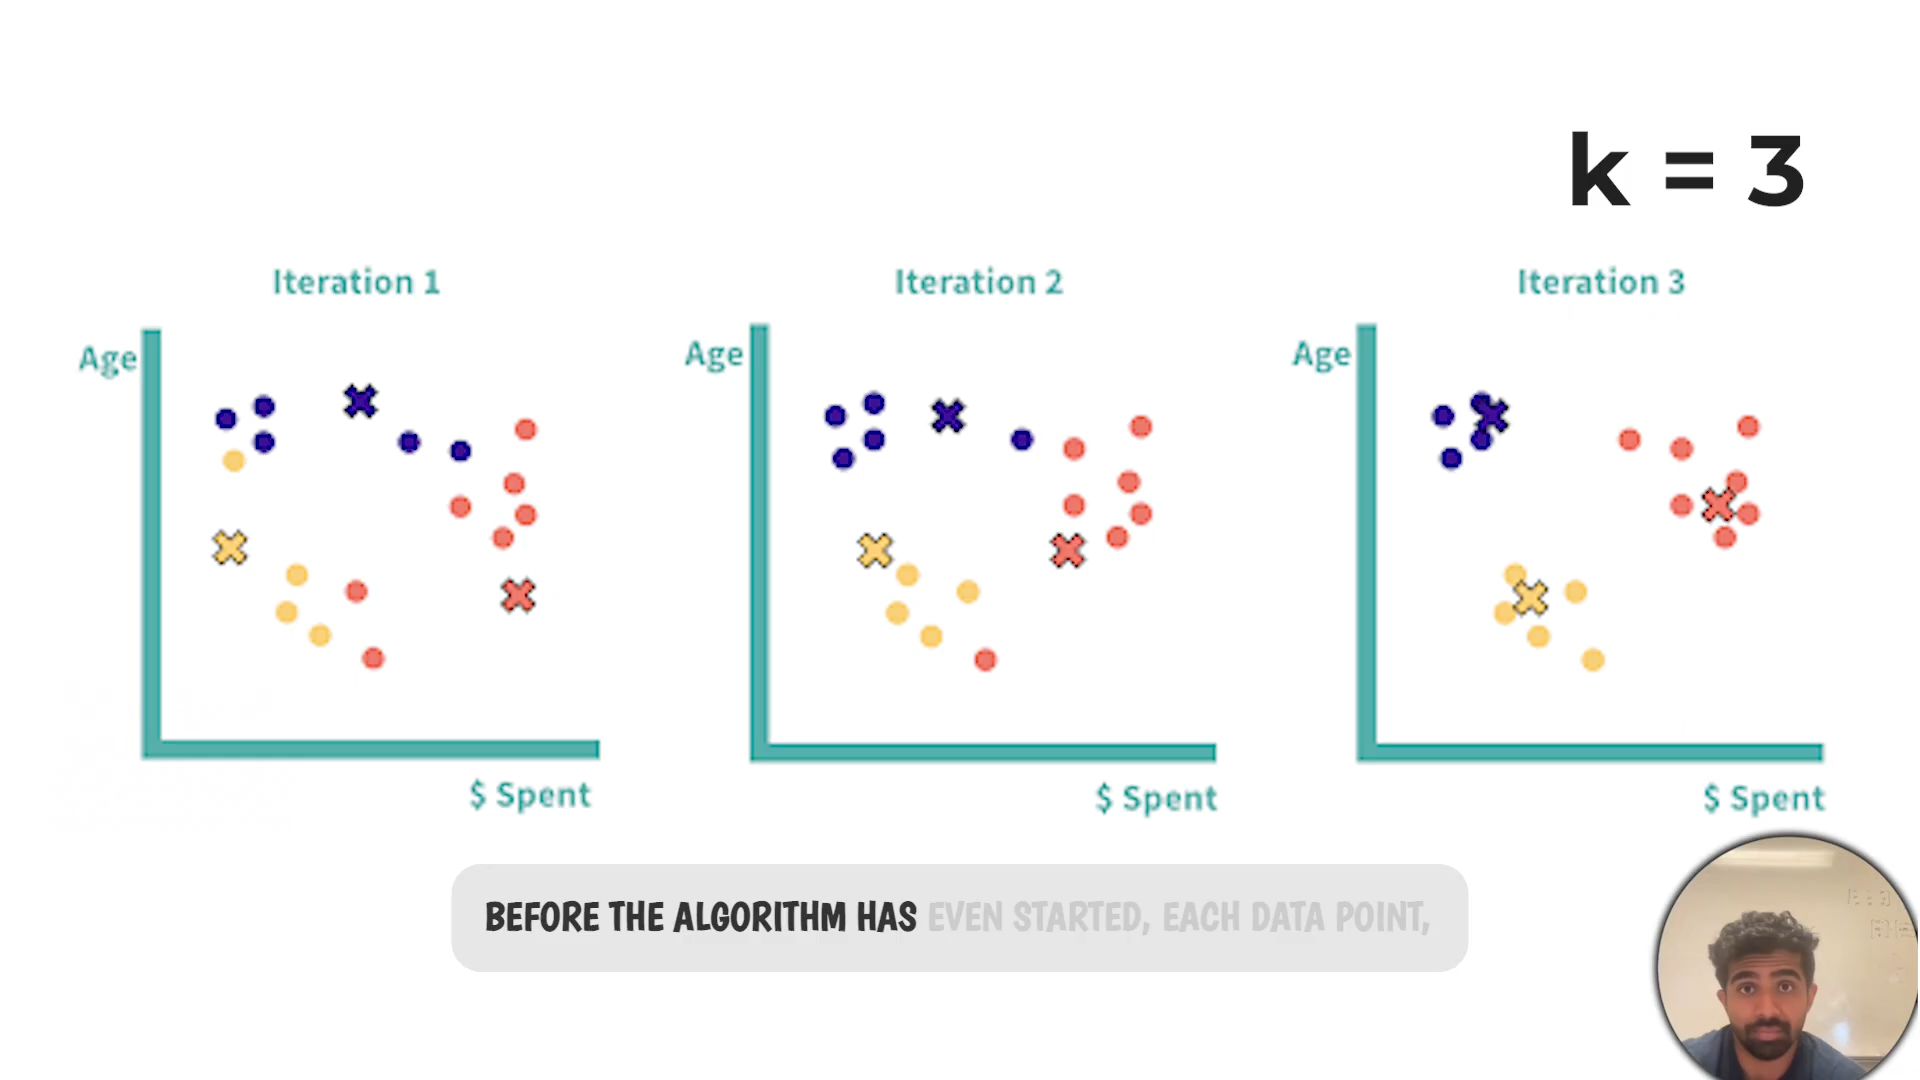 k = 3
Iteration 1
Iteration 2
Iteration 3
Age
Age
Age
$ Spent
$ Spent
$ Spent
BEFORE THE ALGORITHM HAS EVEN STARTED, EACH DATA POINT,